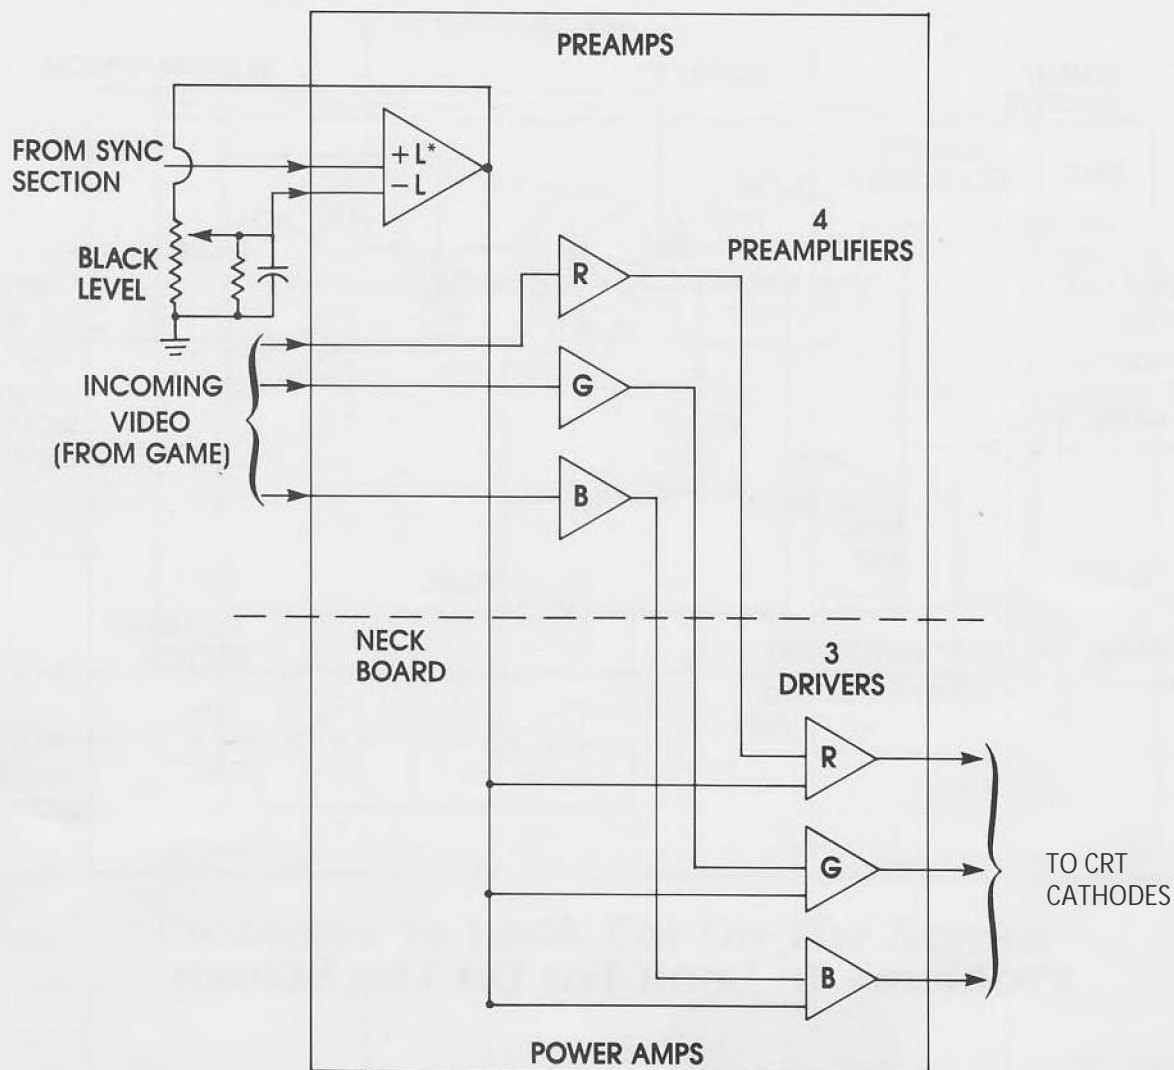 PREAMPS
FROM SYNC
SECTION
+L*
−L
BLACK
LEVEL
4
PREAMPLIFIERS
R
G
B
INCOMING
VIDEO
(FROM GAME)
NECK
BOARD
3
DRIVERS
R
G
B
TO CRT
CATHODES
POWER AMPS